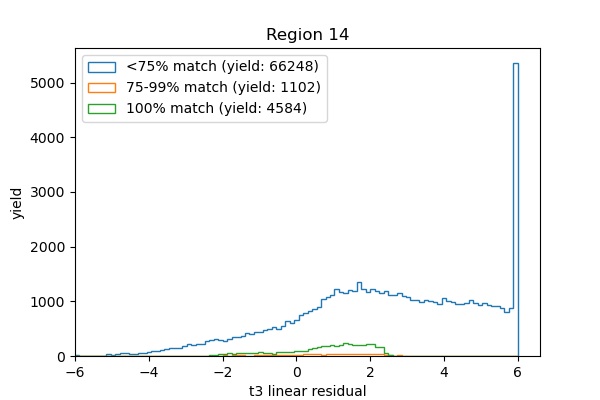 Region 14
<75% match (yield: 66248)
75-99% match (yield: 1102)
100% match (yield: 4584)
yield
5000
4000
3000
2000
1000
0
−6 −4 −2 0 2 4 6
t3 linear residual